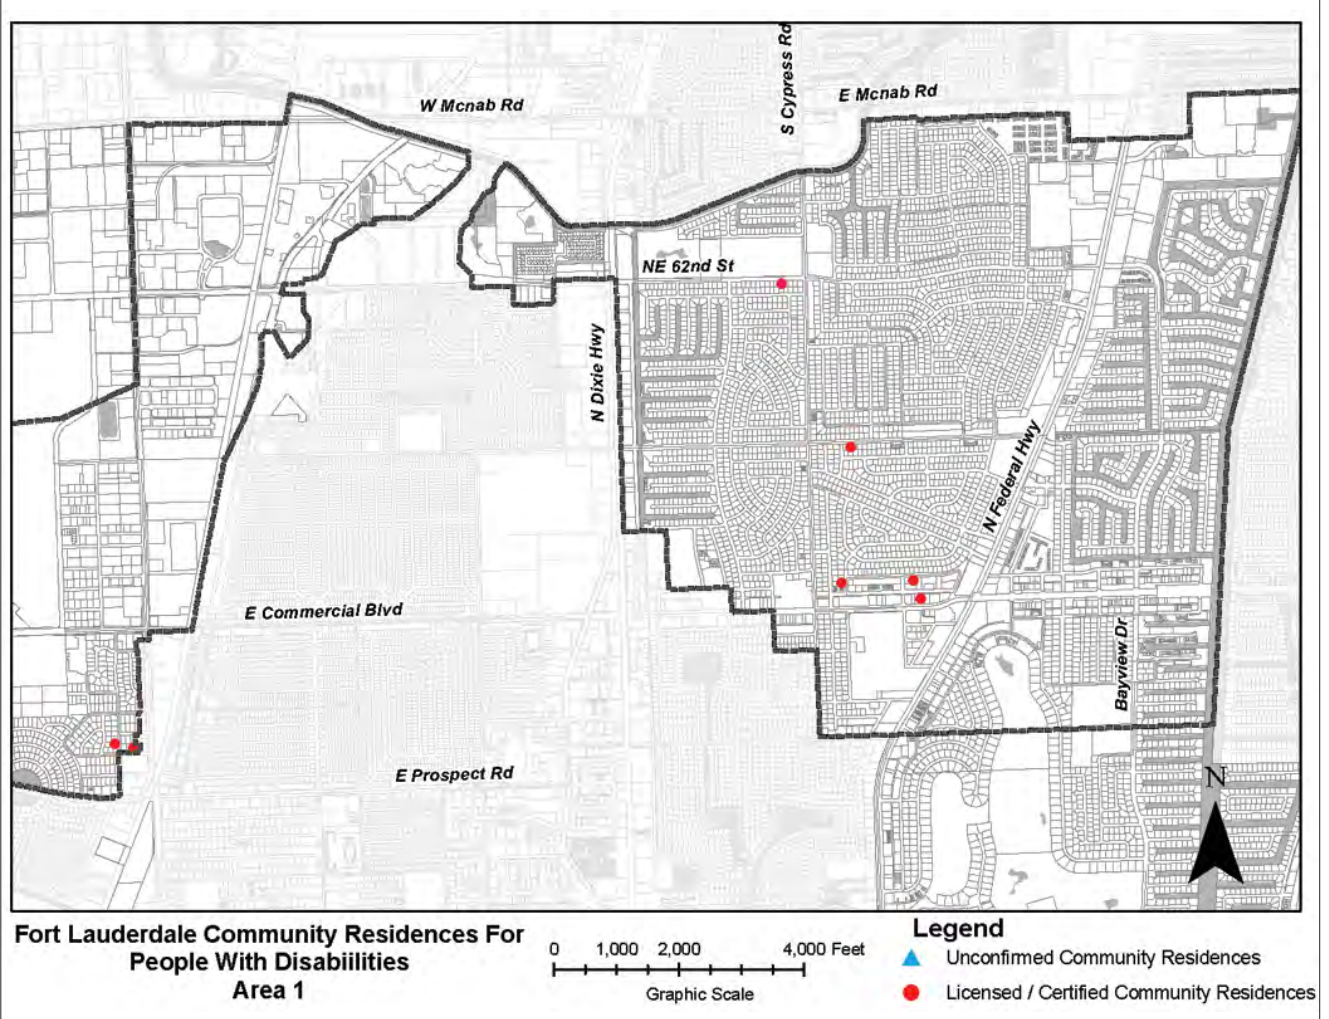 S Cypress Rd
W Mcnab Rd
E Mcnab Rd
NE 62nd St
N Dixie Hwy
N Federal Hwy
E Commercial Blvd
Bayview Dr
E Prospect Rd
N
Fort Lauderdale Community Residences For
People With Disabiilities
Area 1
0 1,000 2,000 4,000 Feet
Graphic Scale
Legend
Unconfirmed Community Residences
Licensed / Certified Community Residences